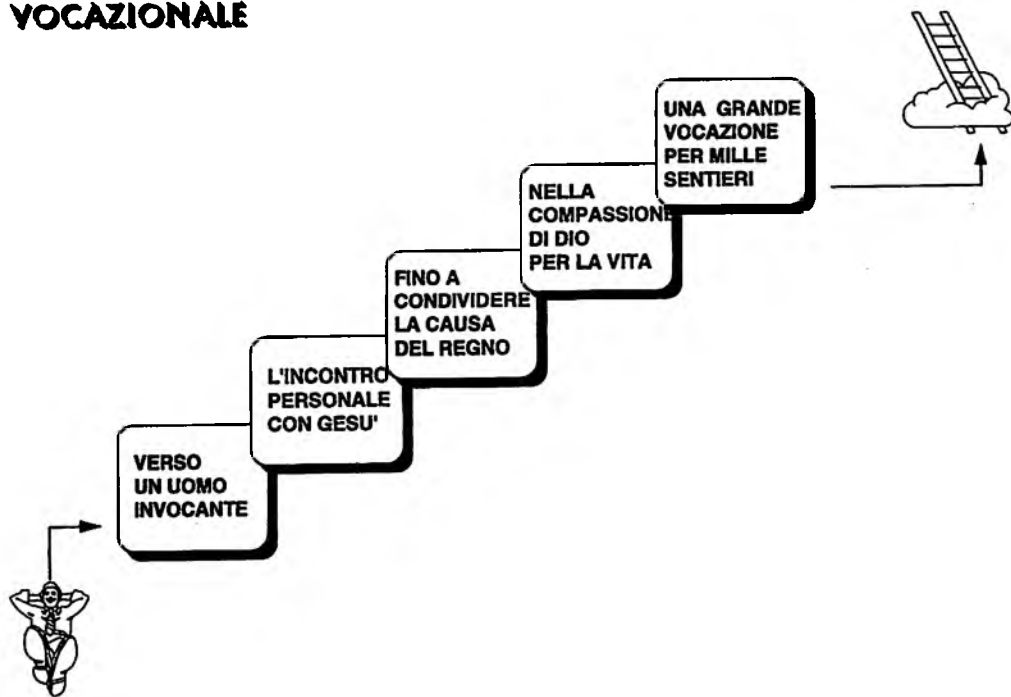 VOCAZIONALE
UNA GRANDE
VOCAZIONE
PER MILLE
SENTIERI
NELLA
COMPASSIONE
DI DIO
PER LA VITA
FINO A
CONDIVIDERE
LA CAUSA
DEL REGNO
L'INCONTRO
PERSONALE
CON GESU'
VERSO
UN UOMO
INVOCANTE